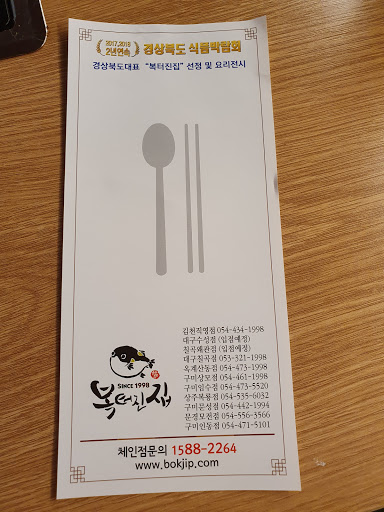 2017,2018
2년연속
경상북도 식품박람회
경상북도대표 "복터진집" 선정 및 요리전시
김천직영점 054-434-1998
대구수성점 (입점예정)
칠곡왜관점 (입점예정)
대구칠곡점 053-321-1998
옥계산동점 054-473-1998
구미상모점 054-461-1998
구미임수점 054-473-5520
상주복룡점 054-535-6032
구미문성점 054-442-1994
문경모전점 054-556-3566
구미인동점 054-471-5101
SINCE 1998
복터진집
체인점문의 1588-2264
www.bokjip.com